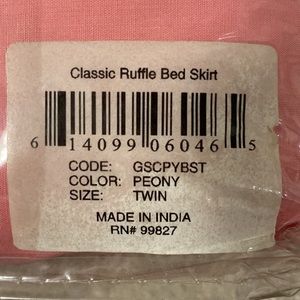 Classic Ruffle Bed Skirt
6 14099 06046 5
CODE: GSCPYBST
COLOR: PEONY
SIZE: TWIN
MADE IN INDIA
RN# 99827